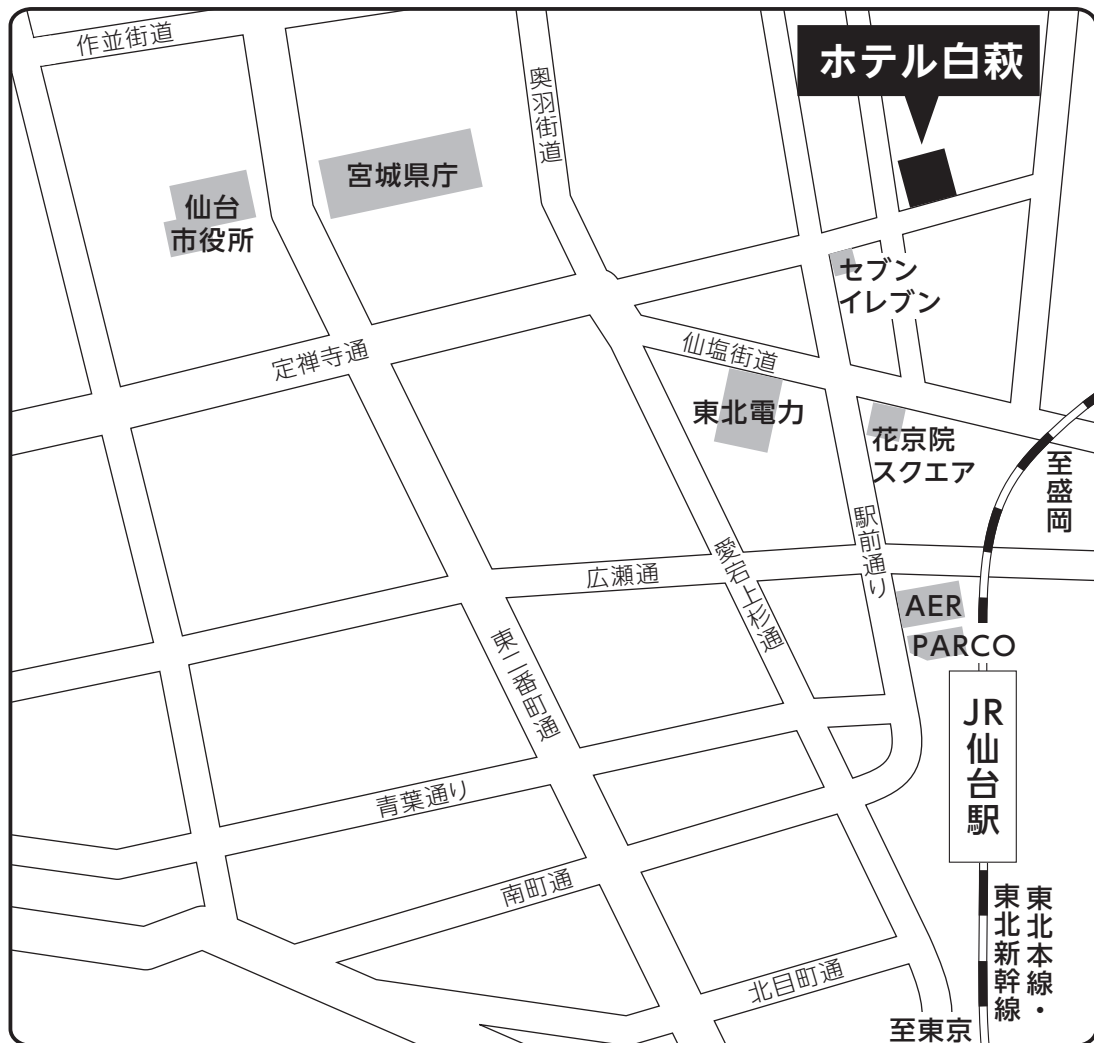 作並街道
奥羽街道
ホテル白萩
宮城県庁
仙台
市役所
セブン
イレブン
定禅寺通
仙塩街道
東北電力
花京院
スクエア
至盛岡
駅前通り
広瀬通
愛宕上杉通
AER
PARCO
東二番町通
JR仙台駅
青葉通り
南町通
東北本線・
東北新幹線
北目町通
至東京